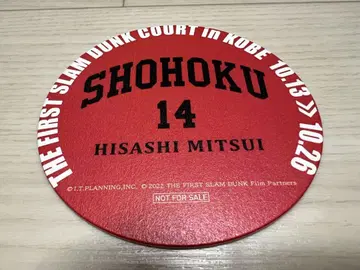 THE FIRST SLAM DUNK COURT in KOBE 10.13 >> 10.26
SHOHOKU
14
HISASHI MITSUI
© I.T.PLANNING,INC. © 2022 THE FIRST SLAM DUNK Film Partners
NOT FOR SALE